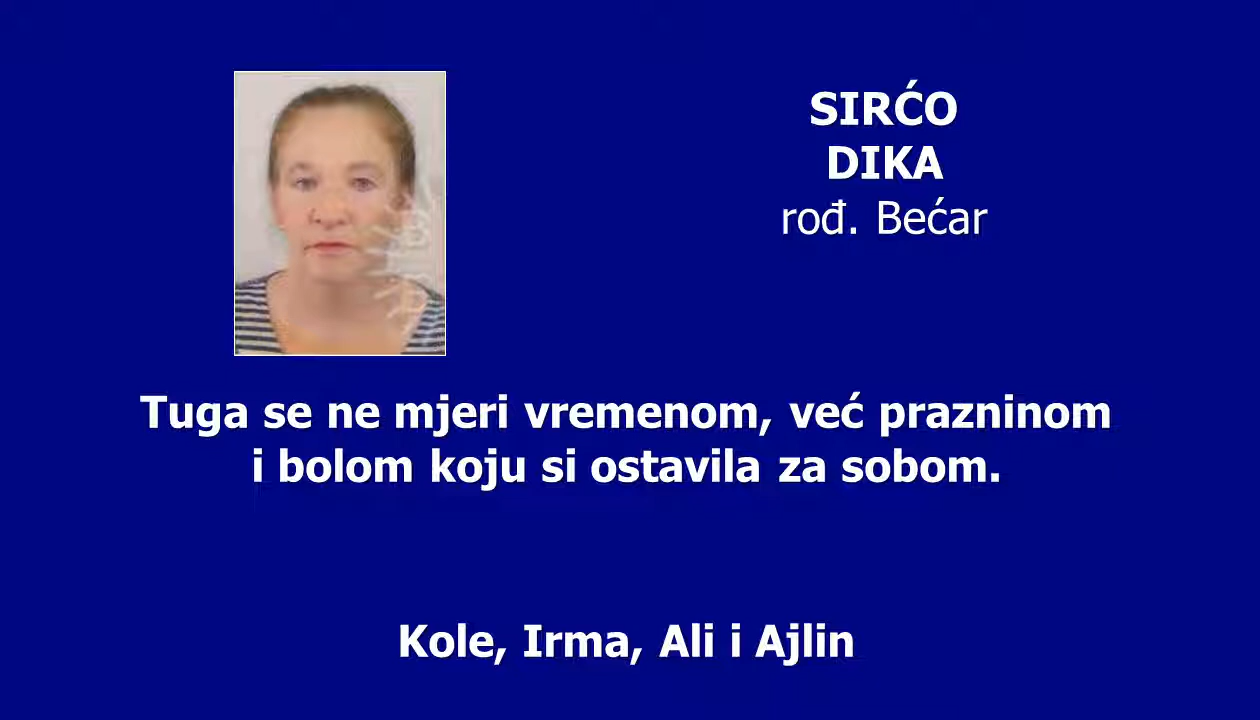 SIRĆO
DIKA
rođ. Bećar
Tuga se ne mjeri vremenom, već prazninom
i bolom koju si ostavila za sobom.
Kole, Irma, Ali i Ajlin